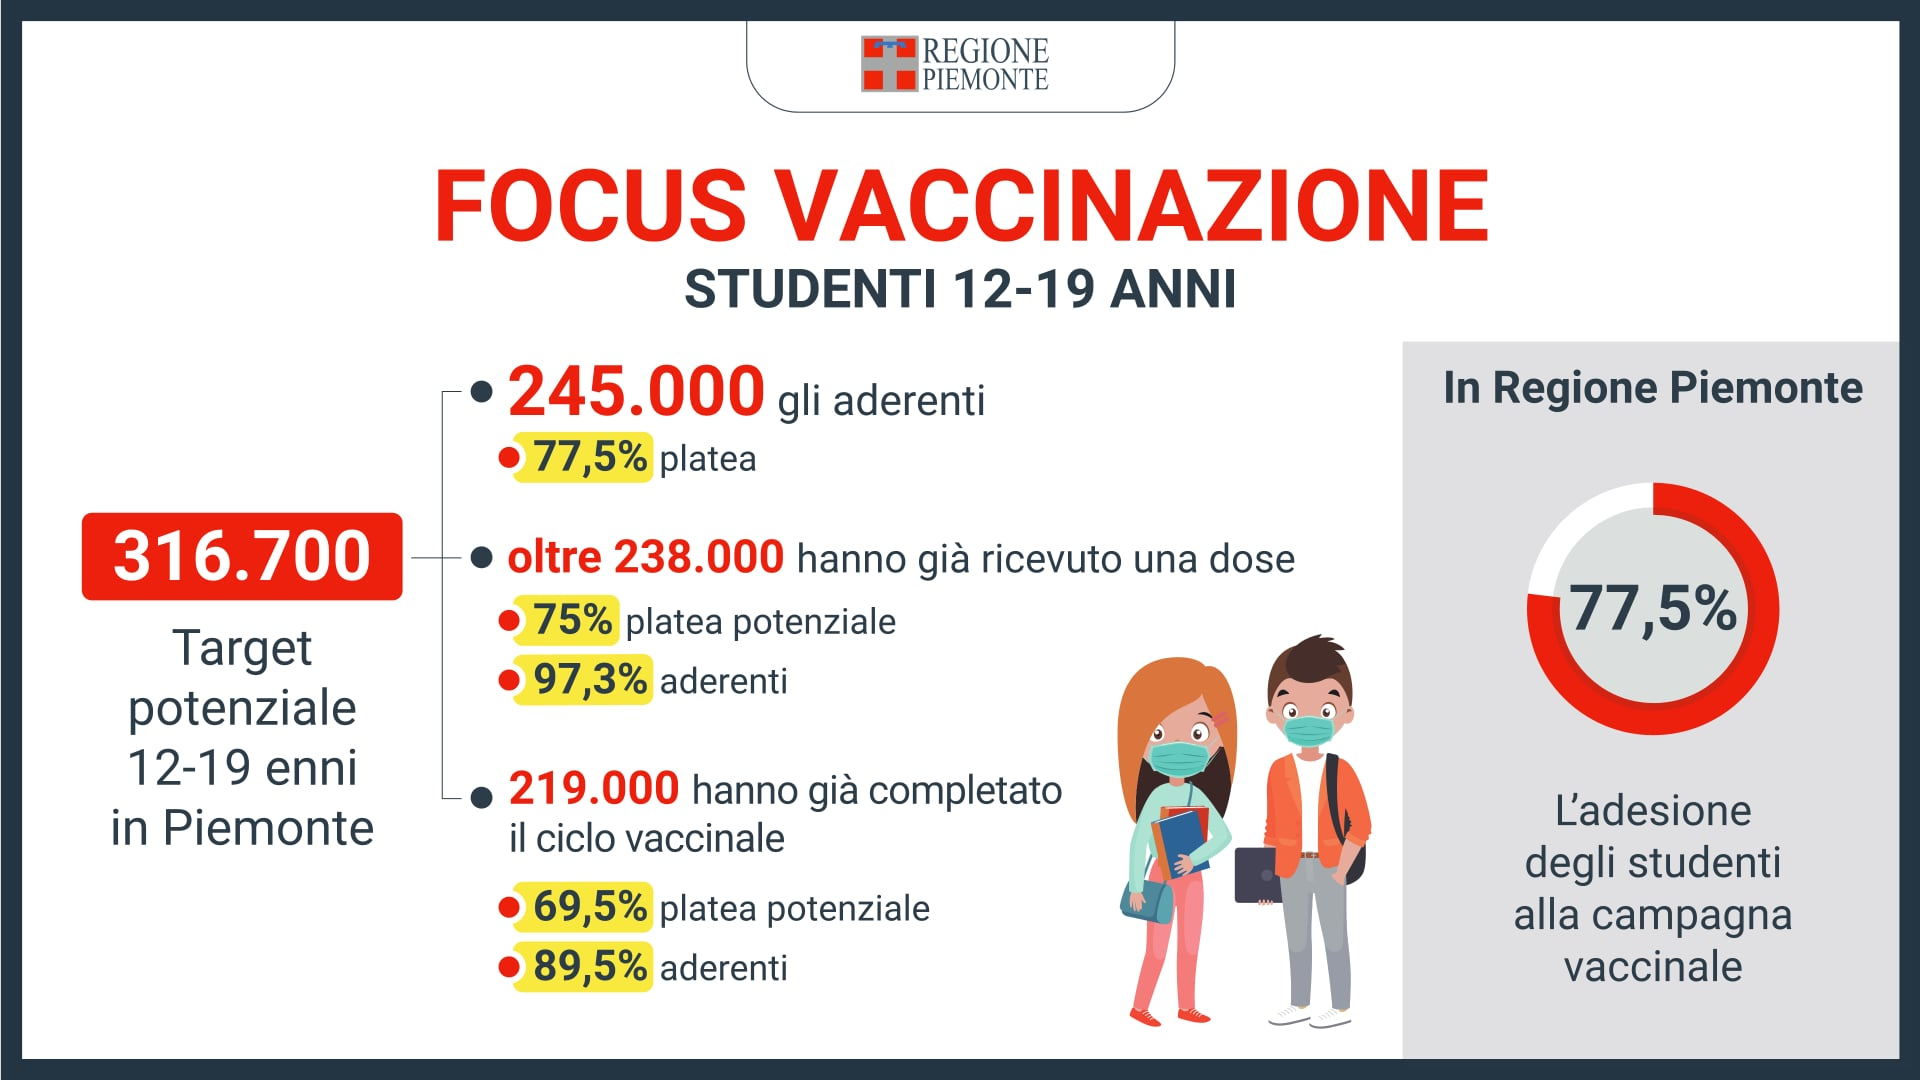 REGIONE
PIEMONTE
FOCUS VACCINAZIONE
STUDENTI 12-19 ANNI
316.700
Target
potenziale
12-19 enni
in Piemonte
245.000 gli aderenti
77,5% platea
oltre 238.000 hanno già ricevuto una dose
75% platea potenziale
97,3% aderenti
219.000 hanno già completato
il ciclo vaccinale
69,5% platea potenziale
89,5% aderenti
In Regione Piemonte
77,5%
L’adesione
degli studenti
alla campagna
vaccinale